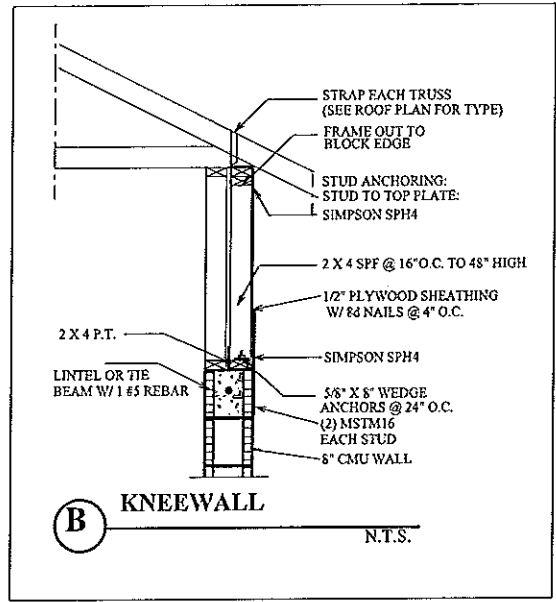 STRAP EACH TRUSS
(SEE ROOF PLAN FOR TYPE)
FRAME OUT TO
BLOCK EDGE
STUD ANCHORING:
STUD TO TOP PLATE:
SIMPSON SPH4
2 X 4 SPF @ 16" O.C. TO 48" HIGH
1/2" PLYWOOD SHEATHING
W/ 8d NAILS @ 4" O.C.
2 X 4 P.T.
SIMPSON SPH4
LINTEL OR TIE
BEAM W/ 1 #5 REBAR
5/8" X 8" WEDGE
ANCHORS @ 24" O.C.
(2) MSTM16
EACH STUD
8" CMU WALL
B
KNEEWALL
N.T.S.